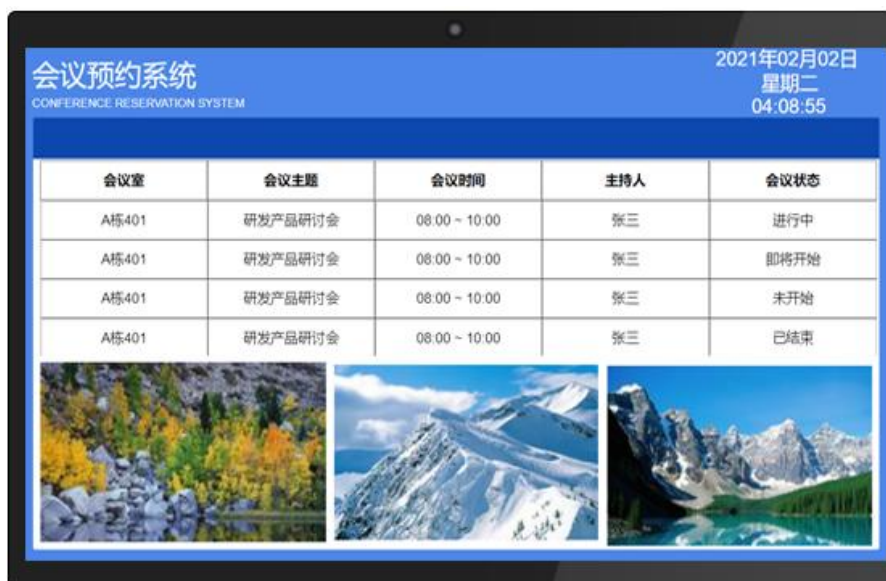 会议预约系统
CONFERENCE RESERVATION SYSTEM
2021年02月02日
星期二
04:08:55
会议室 会议主题 会议时间 主持人 会议状态
A栋401 研发产品研讨会 08:00 ~ 10:00 张三 进行中
A栋401 研发产品研讨会 08:00 ~ 10:00 张三 即将开始
A栋401 研发产品研讨会 08:00 ~ 10:00 张三 未开始
A栋401 研发产品研讨会 08:00 ~ 10:00 张三 已结束